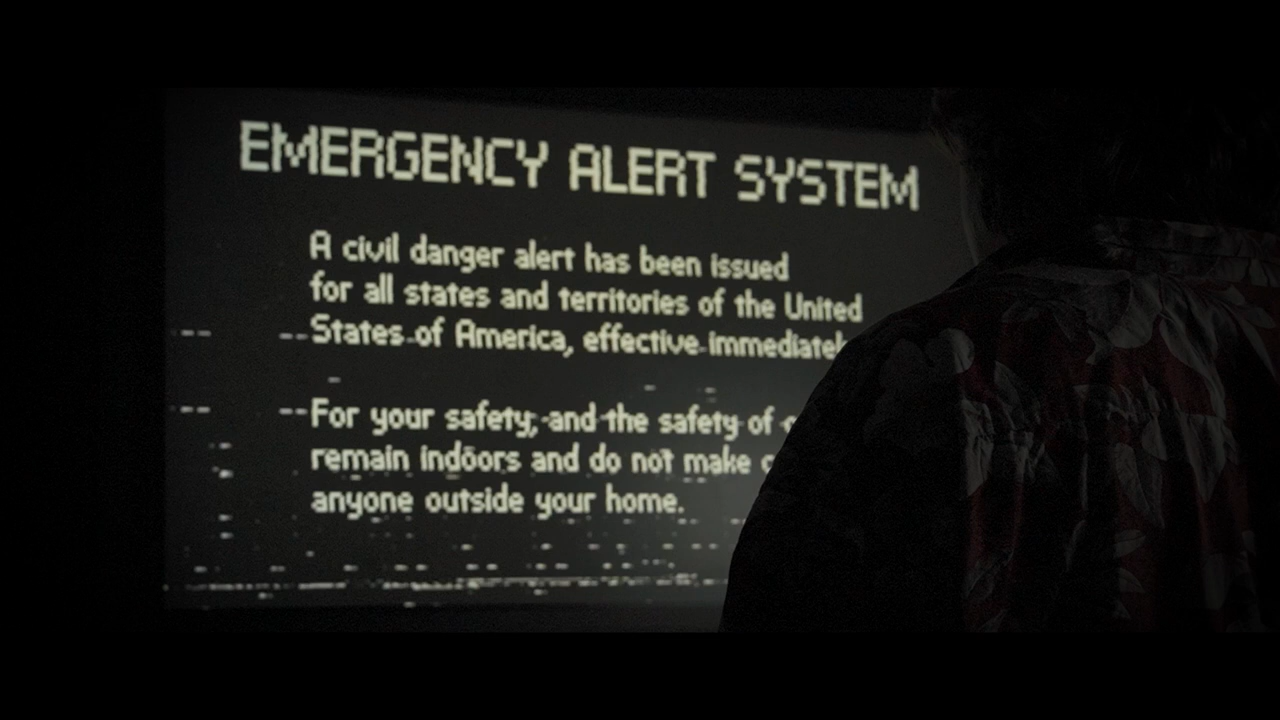 EMERGENCY ALERT SYSTEM
A civil danger alert has been issued
for all states and territories of the United
States of America, effective immediatel
For your safety, and the safety of
remain indoors and do not make
anyone outside your home.